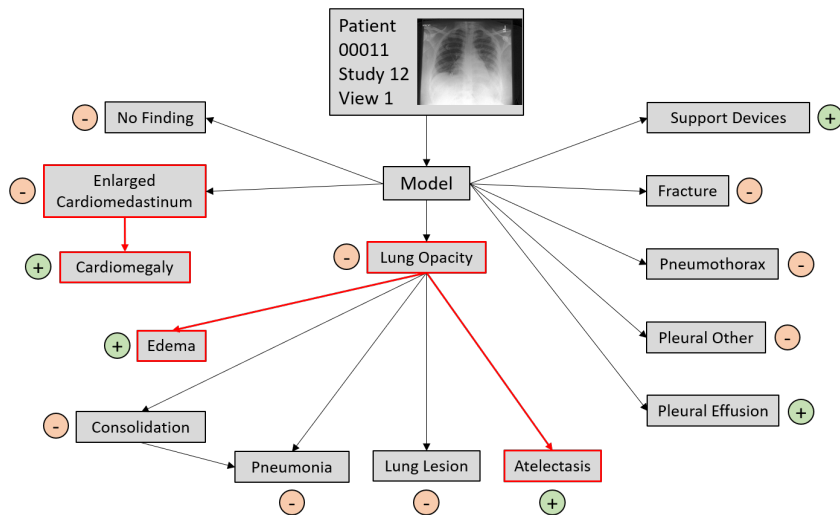 Patient
00011
Study 12
View 1
No Finding
-
Support Devices
+
Model
Enlarged
Cardiomedastinum
-
Fracture
-
Lung Opacity
-
Cardiomegaly
+
Pneumothorax
-
Edema
+
Pleural Other
-
Pleural Effusion
+
Consolidation
-
Pneumonia
-
Lung Lesion
-
Atelectasis
+